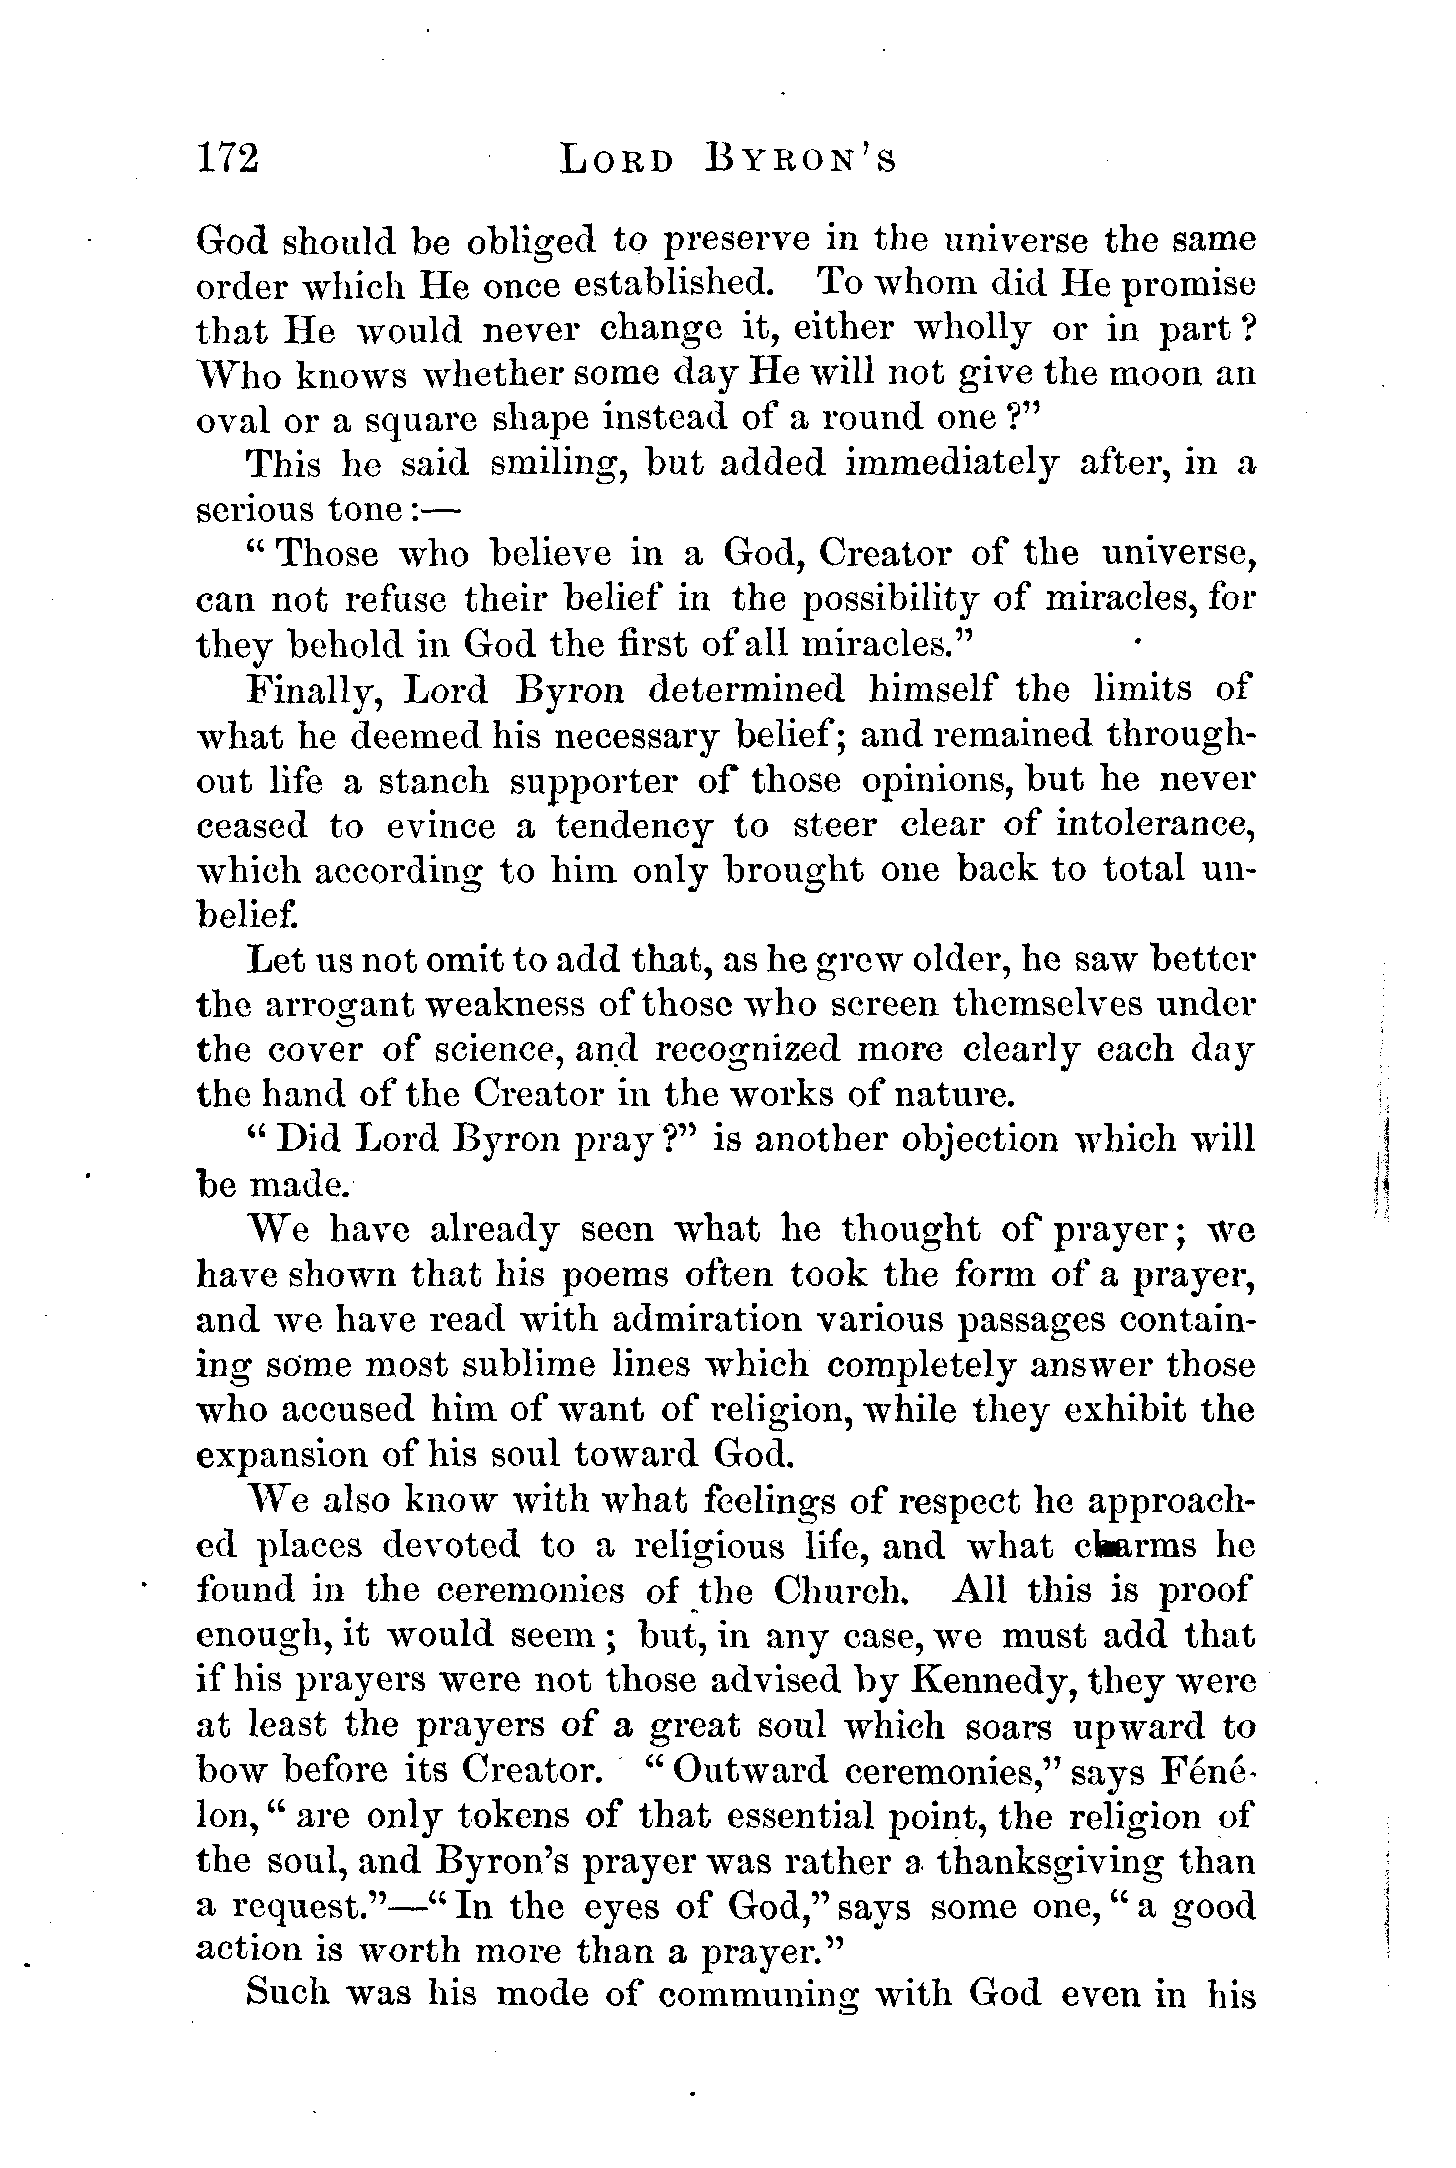 172 LORD BYRON'S
God should be obliged to preserve in the universe the same
order which He once established. To whom did He promise
that He would never change it, either wholly or in part?
Who knows whether some day He will not give the moon an
oval or a square shape instead of a round one?"
This he said smiling, but added immediately after, in a
serious tone:—
"Those who believe in a God, Creator of the universe,
can not refuse their belief in the possibility of miracles, for
they behold in God the first of all miracles."
Finally, Lord Byron determined himself the limits of
what he deemed his necessary belief; and remained through-
out life a stanch supporter of those opinions, but he never
ceased to evince a tendency to steer clear of intolerance,
which according to him only brought one back to total un-
belief.
Let us not omit to add that, as he grew older, he saw better
the arrogant weakness of those who screen themselves under
the cover of science, and recognized more clearly each day
the hand of the Creator in the works of nature.
"Did Lord Byron pray?" is another objection which will
be made.
We have already seen what he thought of prayer; we
have shown that his poems often took the form of a prayer,
and we have read with admiration various passages contain-
ing some most sublime lines which completely answer those
who accused him of want of religion, while they exhibit the
expansion of his soul toward God.
We also know with what feelings of respect he approach-
ed places devoted to a religious life, and what charms he
found in the ceremonies of the Church. All this is proof
enough, it would seem; but, in any case, we must add that
if his prayers were not those advised by Kennedy, they were
at least the prayers of a great soul which soars upward to
bow before its Creator. "Outward ceremonies," says Féné-
lon, "are only tokens of that essential point, the religion of
the soul, and Byron's prayer was rather a thanksgiving than
a request."—"In the eyes of God," says some one, "a good
action is worth more than a prayer."
Such was his mode of communing with God even in his